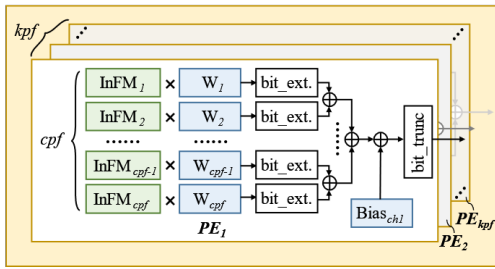 kpf
cpf
InFM1 × W1 bit_ext.
InFM2 × W2 bit_ext.
...... ......
InFMcpf-1 × Wcpf-1 bit_ext.
InFMcpf × Wcpf bit_ext.
bit_trunc
Biasch1
PE1
PE2
PEkpf